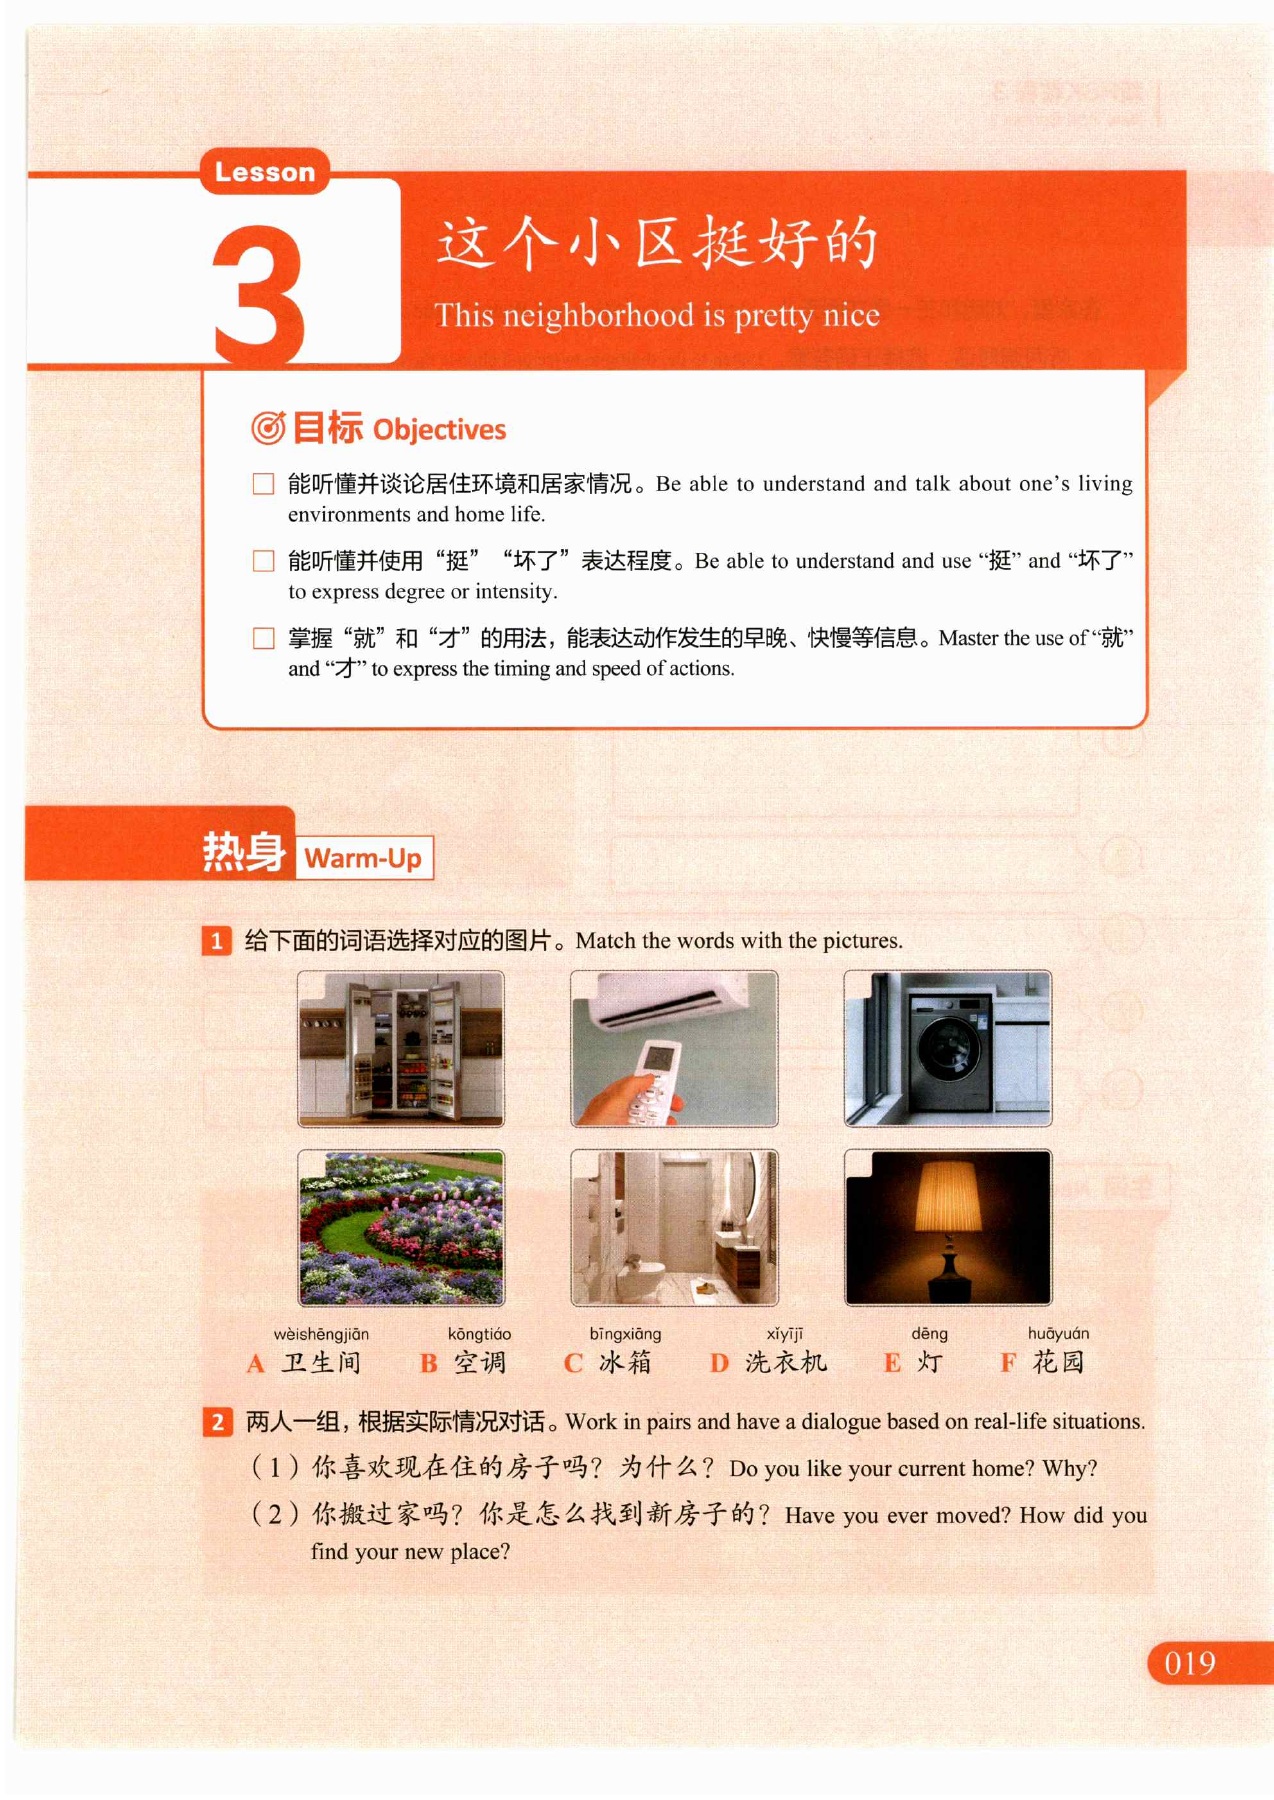 Lesson
3
这个小区挺好的
This neighborhood is pretty nice
目标 Objectives
能听懂并谈论居住环境和居家情况。Be able to understand and talk about one's living
environments and home life.
能听懂并使用“挺”“坏了”表达程度。Be able to understand and use “挺” and “坏了”
to express degree or intensity.
掌握“就”和“才”的用法，能表达动作发生的早晚、快慢等信息。Master the use of “就”
and “才” to express the timing and speed of actions.
热身 Warm-Up
1 给下面的词语选择对应的图片。Match the words with the pictures.
wèishēngjiān kōngtiáo bīngxiāng xǐyījī dēng huāyuán
A 卫生间 B 空调 C 冰箱 D 洗衣机 E 灯 F 花园
2 两人一组，根据实际情况对话。Work in pairs and have a dialogue based on real-life situations.
（1）你喜欢现在住的房子吗？为什么？Do you like your current home? Why?
（2）你搬过家吗？你是怎么找到新房子的？Have you ever moved? How did you
find your new place?
019